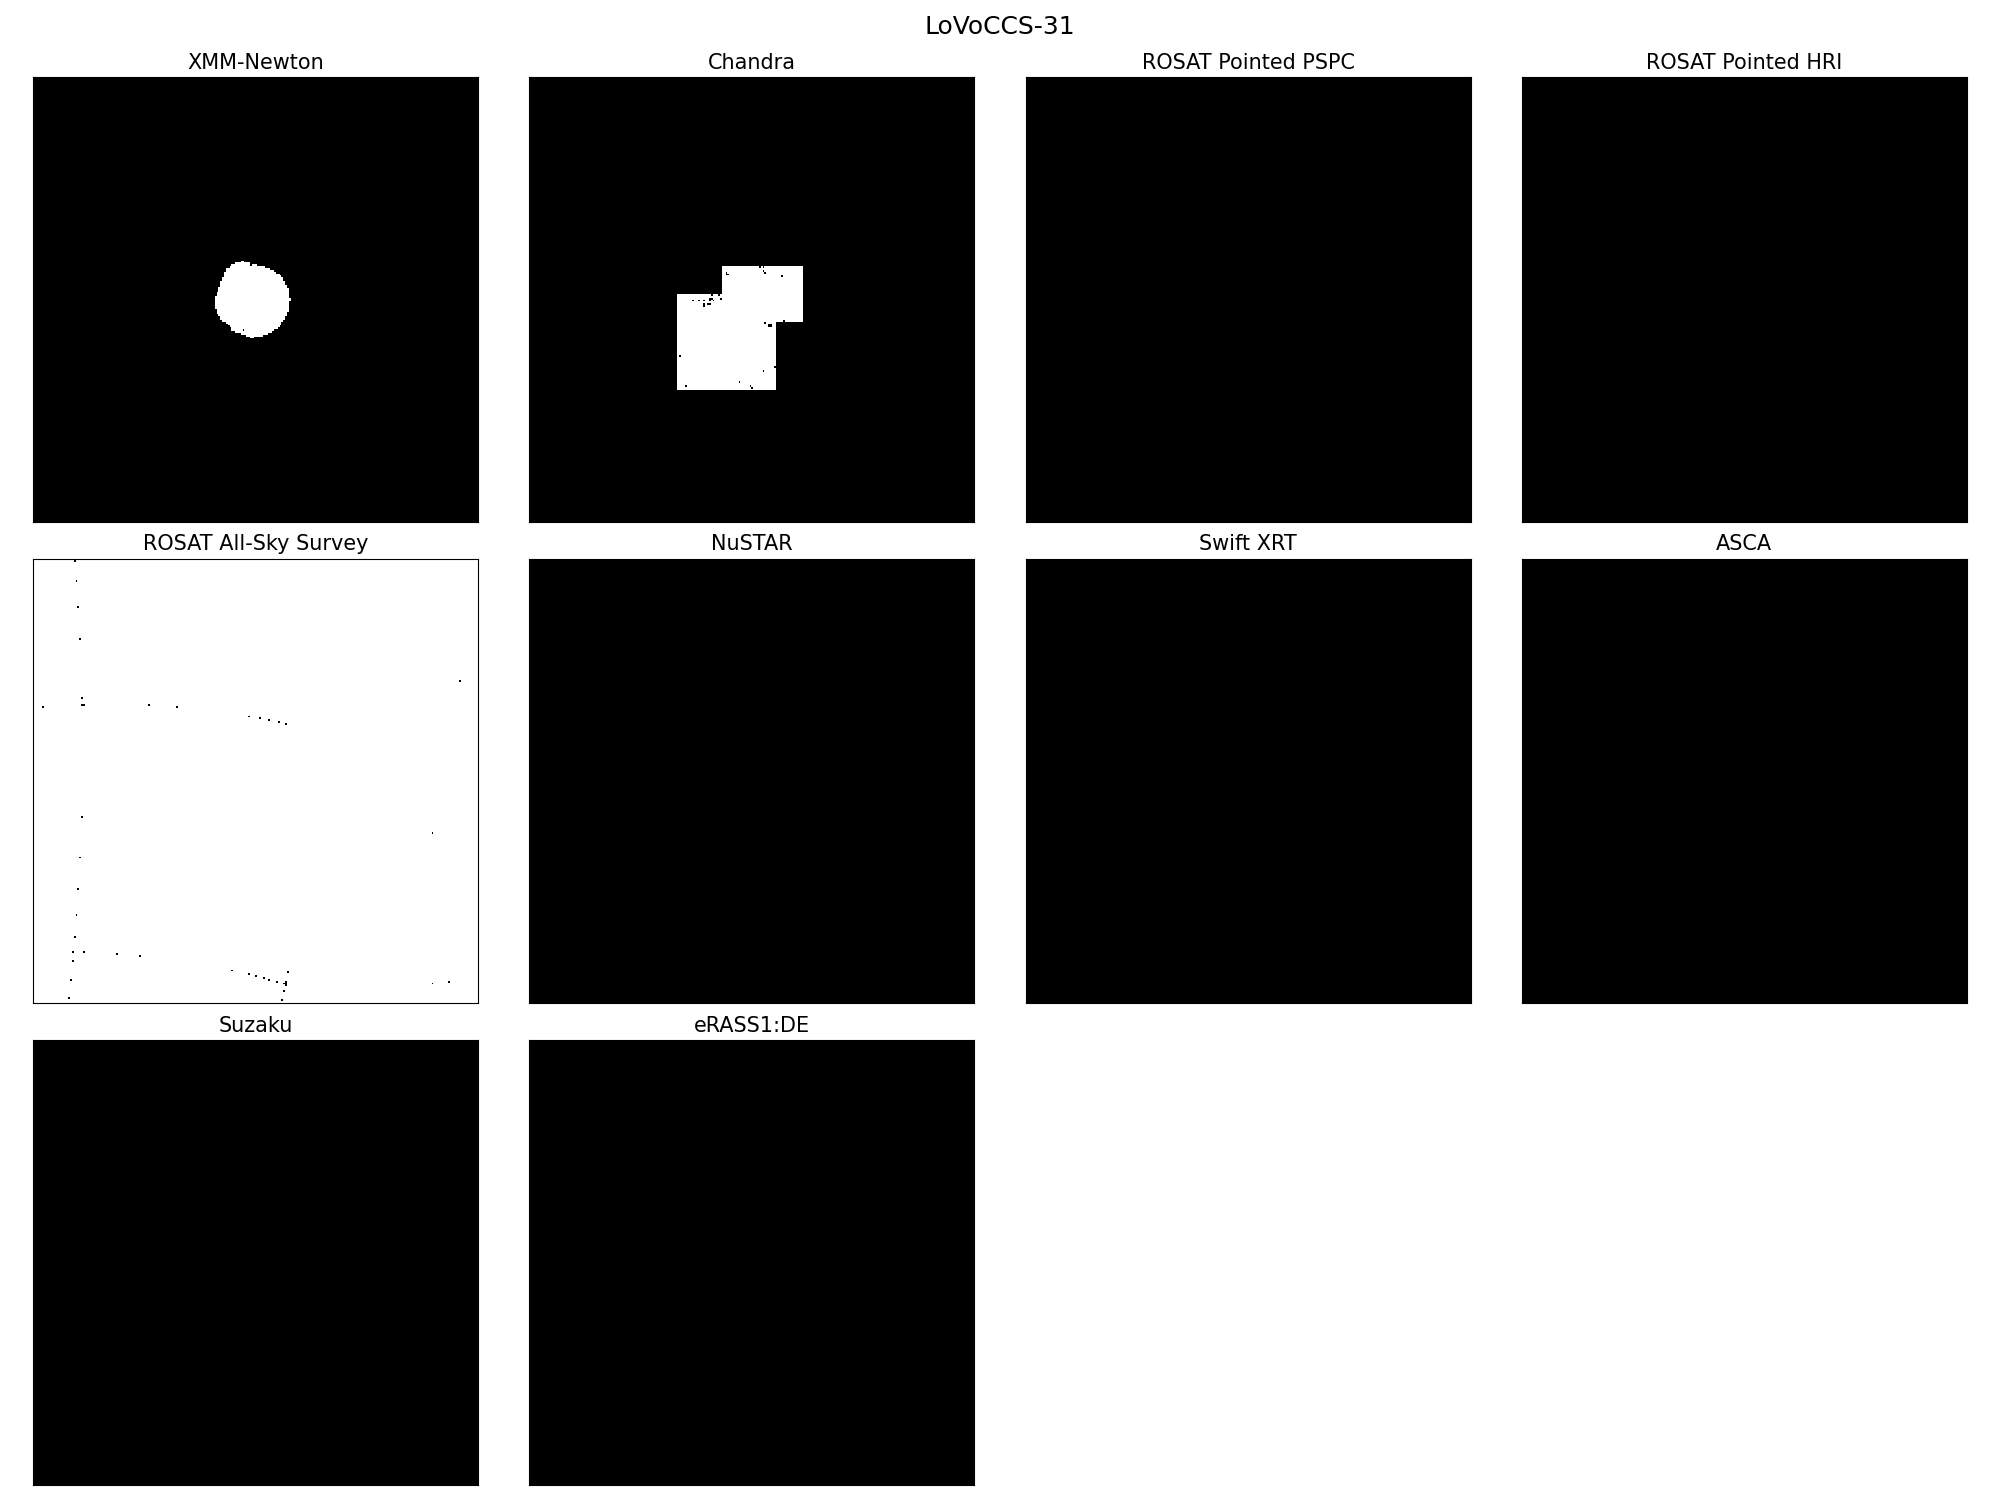 LoVoCCS-31
XMM-Newton
Chandra
ROSAT Pointed PSPC
ROSAT Pointed HRI
ROSAT All-Sky Survey
NuSTAR
Swift XRT
ASCA
Suzaku
eRASS1:DE